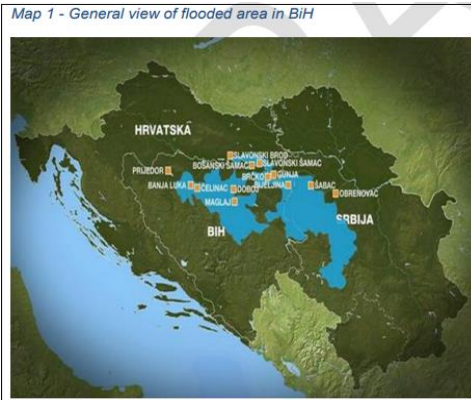 Map 1 - General view of flooded area in BiH
HRVATSKA
SLAVONSKI BROD
BOSANSKI ŠAMAC
SLAVONSKI ŠAMAC
PRIJEDOR
BRČKO
GUNJA
BANJA LUKA
ČELINAC
DOBOJ
BIJELJINA
ŠABAC
OBRENOVAC
MAGLAJ
BIH
SRBIJA